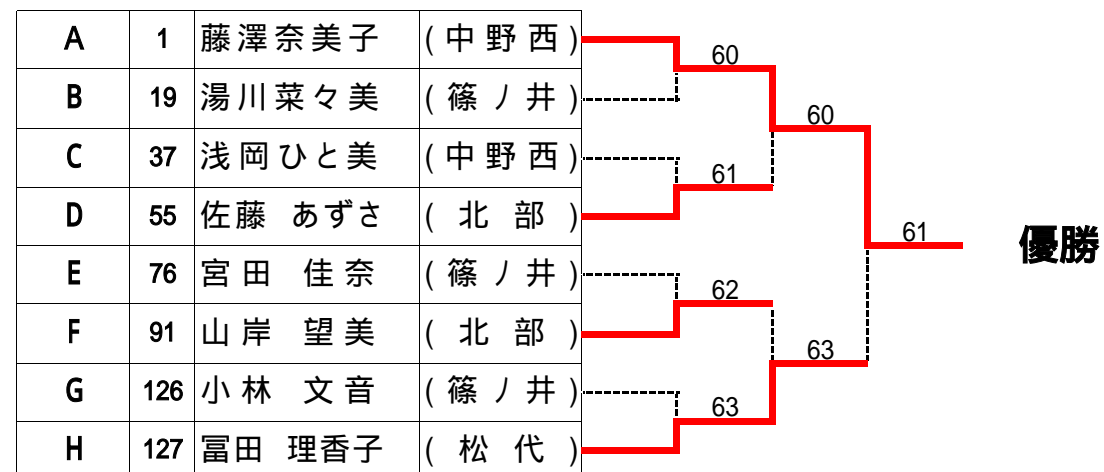 A 1 藤澤奈美子 (中野西)
60
B 19 湯川菜々美 (篠ノ井)
60
C 37 浅岡ひと美 (中野西)
61
D 55 佐藤 あずさ (北部)
61 優勝
E 76 宮田 佳奈 (篠ノ井)
62
F 91 山岸 望美 (北部)
63
G 126 小林 文音 (篠ノ井)
63
H 127 冨田 理香子 (松代)